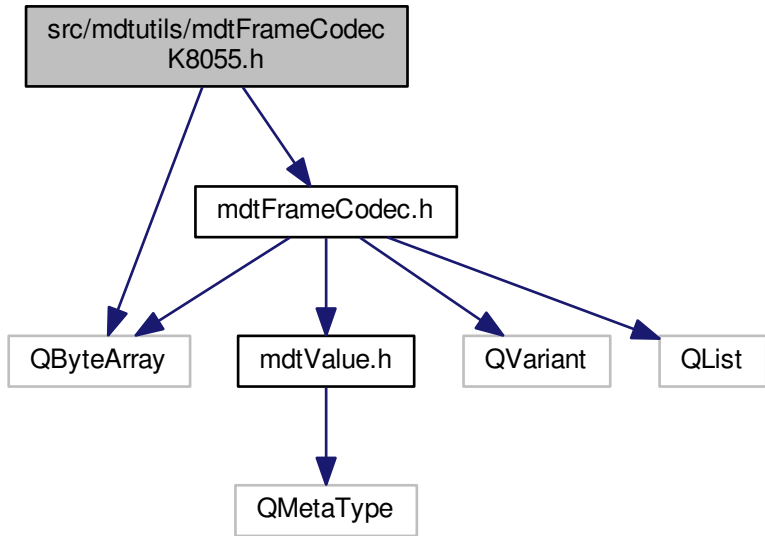 src/mdtutils/mdtFrameCodec
K8055.h
mdtFrameCodec.h
QByteArray
mdtValue.h
QVariant
QList
QMetaType